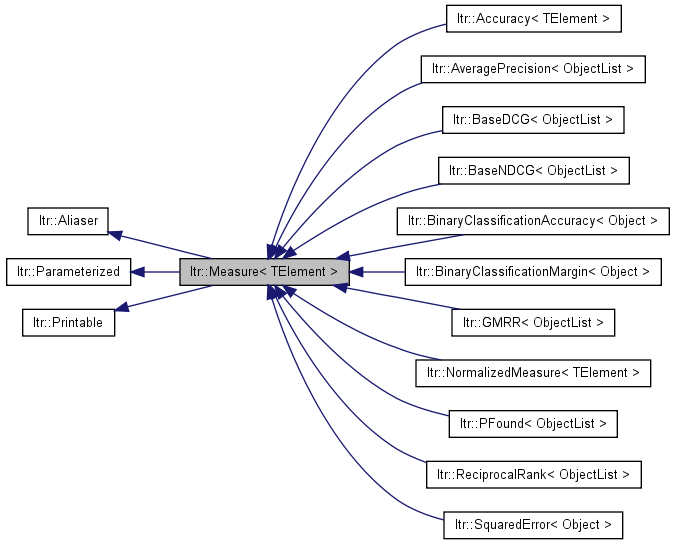 ltr::Accuracy< TElement >
ltr::AveragePrecision< ObjectList >
ltr::BaseDCG< ObjectList >
ltr::BaseNDCG< ObjectList >
ltr::Aliaser
ltr::BinaryClassificationAccuracy< Object >
ltr::Parameterized
ltr::Measure< TElement >
ltr::BinaryClassificationMargin< Object >
ltr::Printable
ltr::GMRR< ObjectList >
ltr::NormalizedMeasure< TElement >
ltr::PFound< ObjectList >
ltr::ReciprocalRank< ObjectList >
ltr::SquaredError< Object >